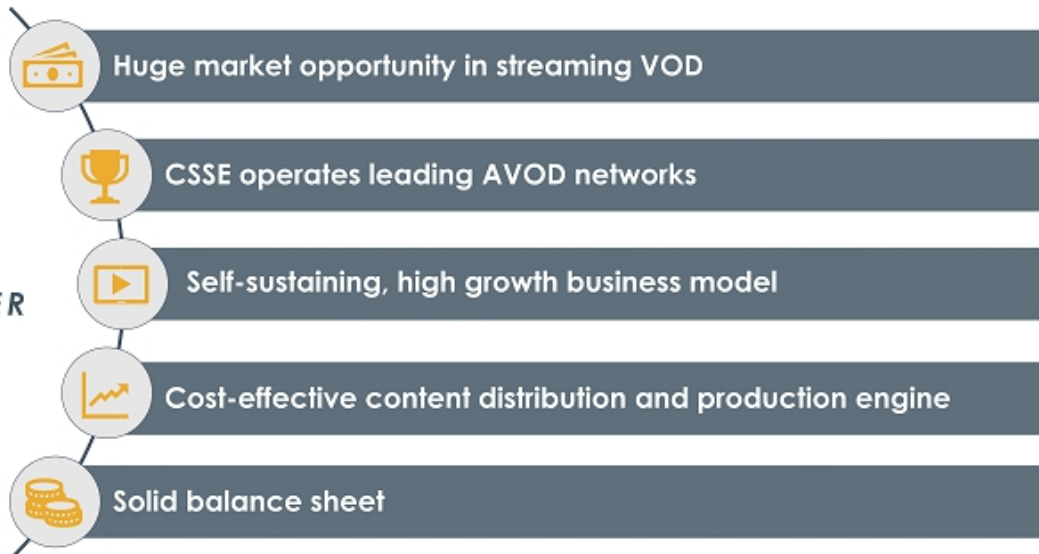 Huge market opportunity in streaming VOD
CSSE operates leading AVOD networks
Self-sustaining, high growth business model
ER
Cost-effective content distribution and production engine
Solid balance sheet